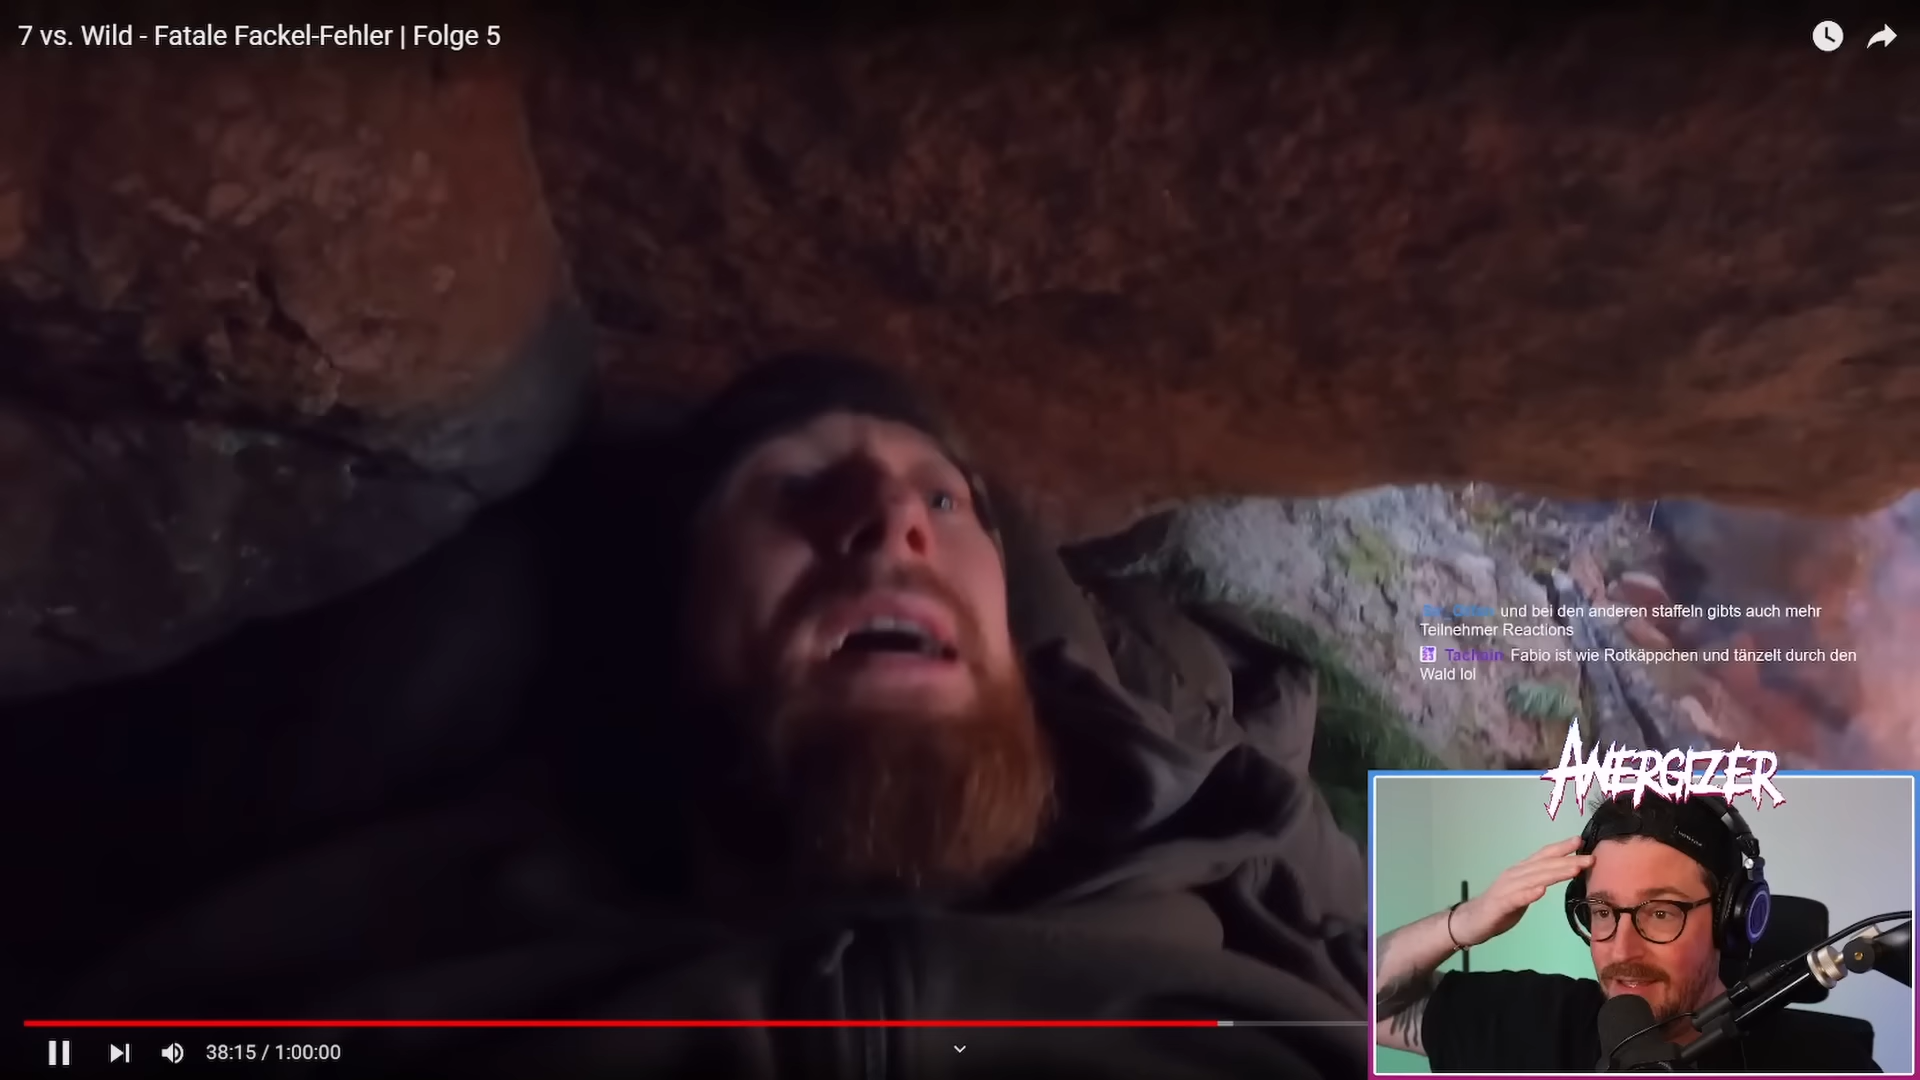 7 vs. Wild - Fatale Fackel-Fehler | Folge 5
und bei den anderen staffeln gibts auch mehr
Teilnehmer Reactions
Fabio ist wie Rotkäppchen und tänzelt durch den
Wald lol
ANERGIZER
38:15 / 1:00:00